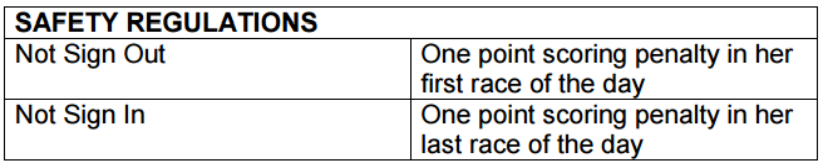 SAFETY REGULATIONS
Not Sign Out
One point scoring penalty in her
first race of the day
Not Sign In
One point scoring penalty in her
last race of the day